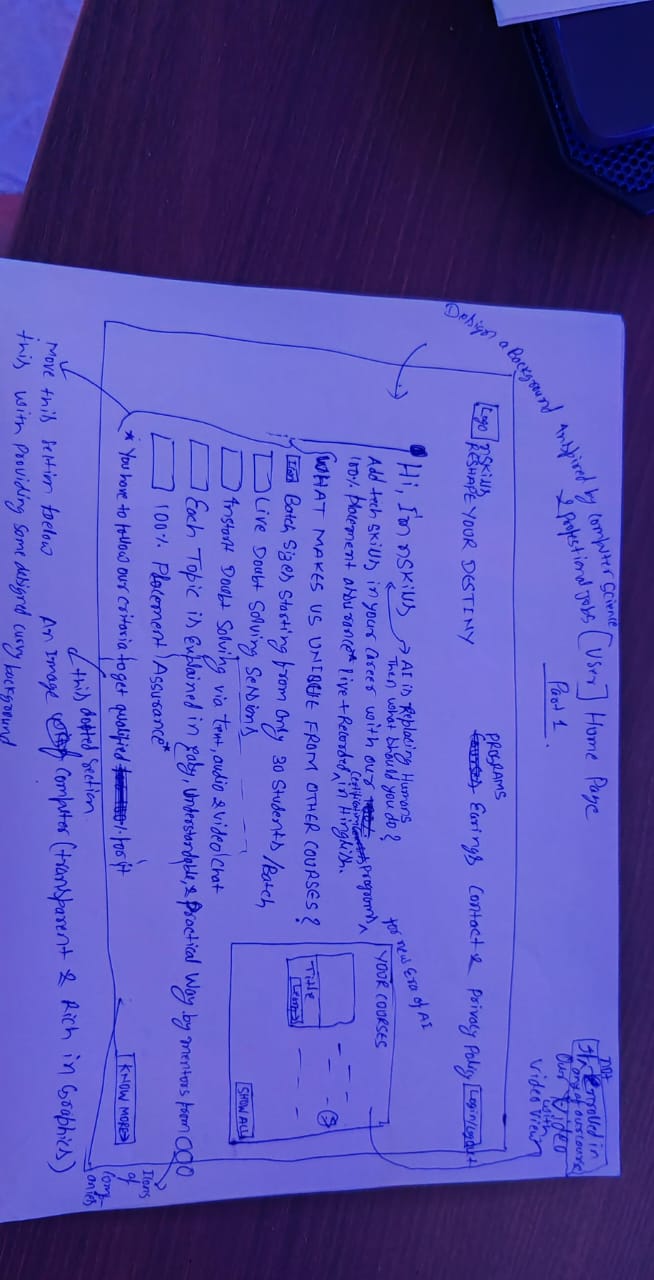 Design a Background Inspired by Computer Science
& Profestional Jobs
[User] Home Page
Part 1
not
enrolled in
any of our cours
Our Video
with
Video View
Logo
nSkills
RESHAPE YOUR DESTINY
PROGRAMS
Courses Earings Contact & Privacy Policy Login/Logout
Hi, I'm nSkills
AI is Replacing Humans
Then what should you do?
for new Era of AI
Add tech skills in your career with our 100% programs
100% Placement assurance* Live + Recorded in Hinglish.
Certification
WHAT MAKES US UNIQUE FROM OTHER COURSES?
Icon Batch Sizes Starting from Only 30 Students/Batch
Live Doubt Solving Sessions
Instant Doubt Solving via Text, audio & video chat
Each Topic is Explained in Easy, Understandable, & Practical Way by mentors from
100% Placement Assurance*
* You have to follow our criteria to get qualified for it
YOUR COURSES
Title
Learn
SHOW ALL
KNOW MORE
Icons
of
Comp-
anies
this dotted section
An Image Computer (transparent & Rich in Graphics)
Move this section below
this with providing some designed curvy background